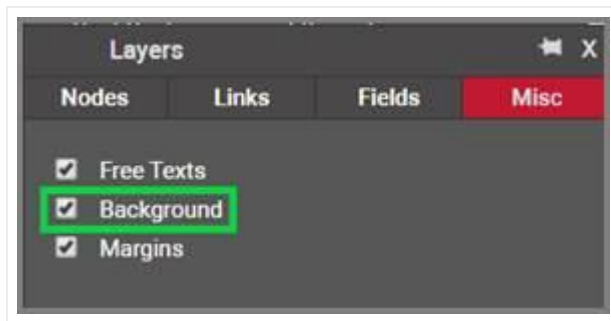 Layers X
Nodes Links Fields Misc
Free Texts
Background
Margins